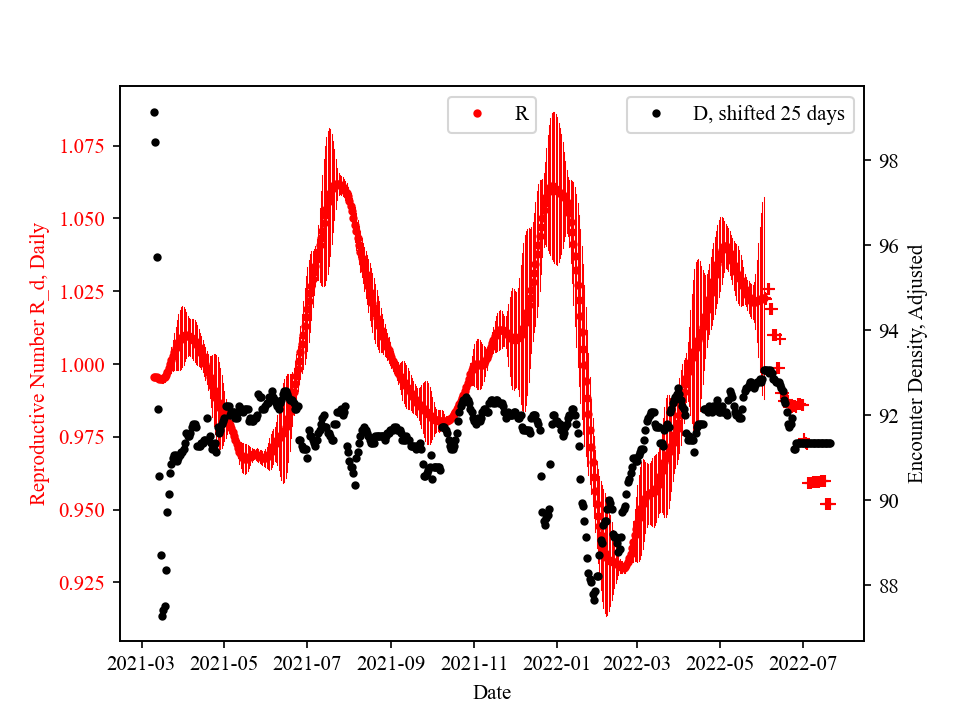 R
D, shifted 25 days
Reproductive Number R_d, Daily
1.075
1.050
1.025
1.000
0.975
0.950
0.925
98
96
94
92
90
88
Encounter Density, Adjusted
2021-03 2021-05 2021-07 2021-09 2021-11 2022-01 2022-03 2022-05 2022-07
Date